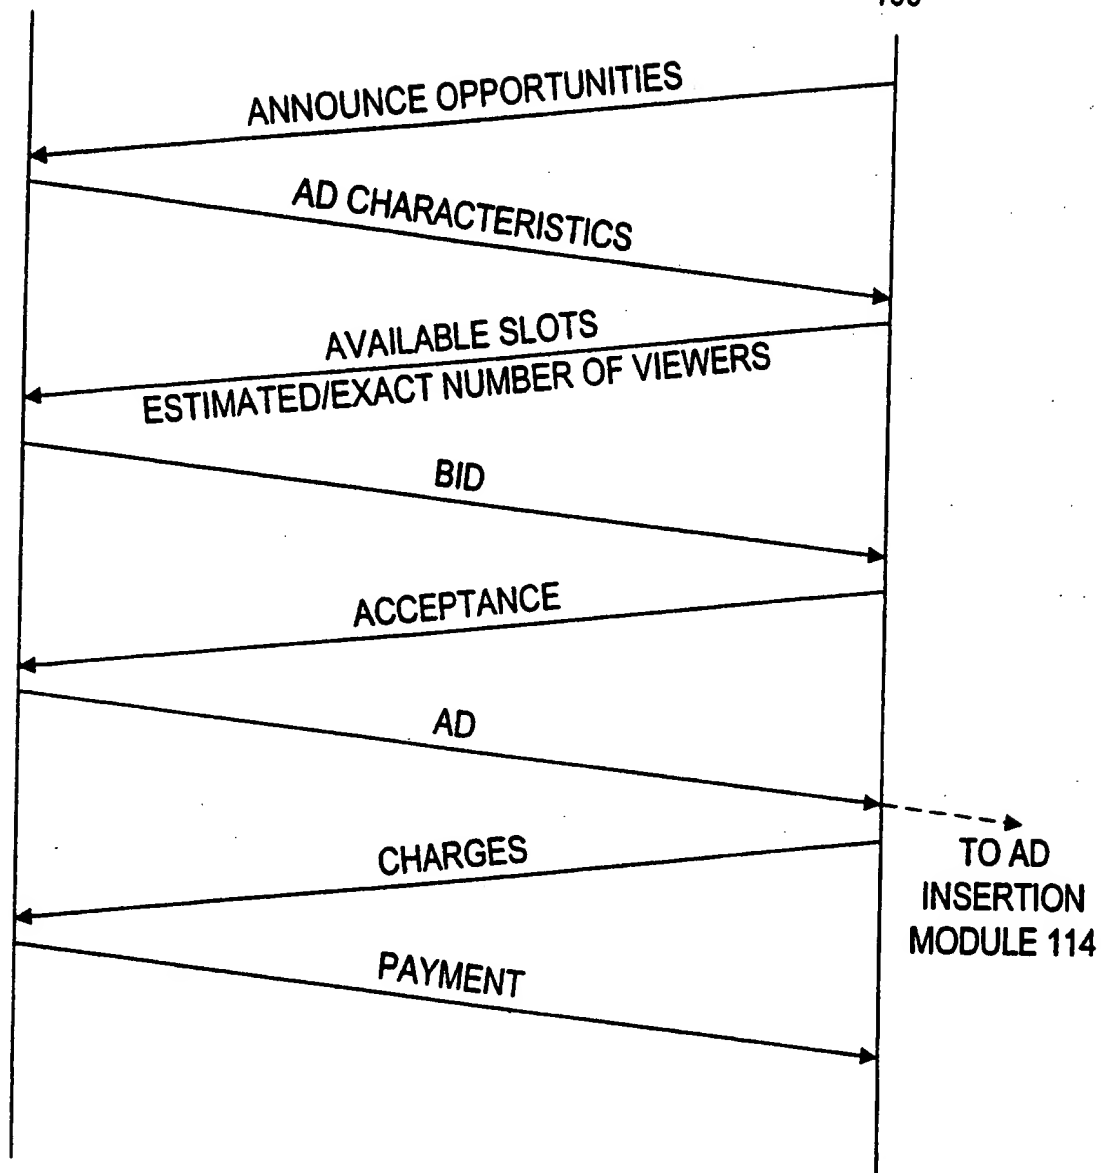 ANNOUNCE OPPORTUNITIES
AD CHARACTERISTICS
AVAILABLE SLOTS
ESTIMATED/EXACT NUMBER OF VIEWERS
BID
ACCEPTANCE
AD
TO AD
INSERTION
MODULE 114
CHARGES
PAYMENT